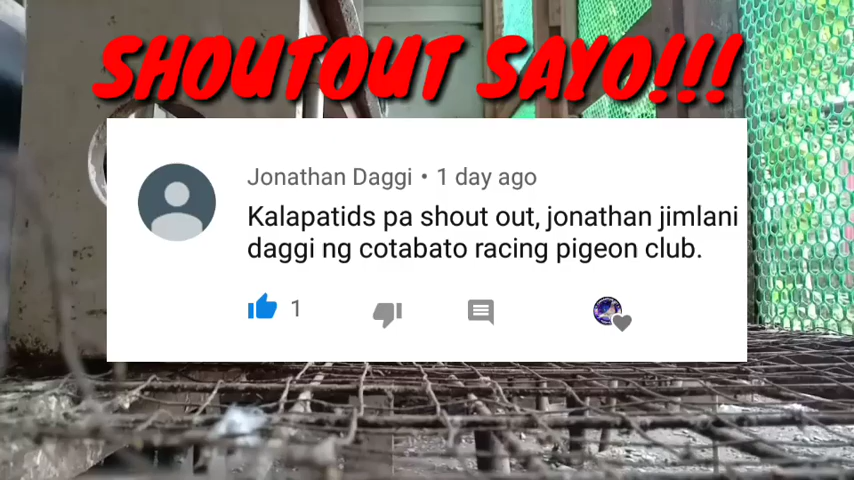 SHOUTOUT SAYO!!!
Jonathan Daggi • 1 day ago
Kalapatids pa shout out, jonathan jimlani
daggi ng cotabato racing pigeon club.
1